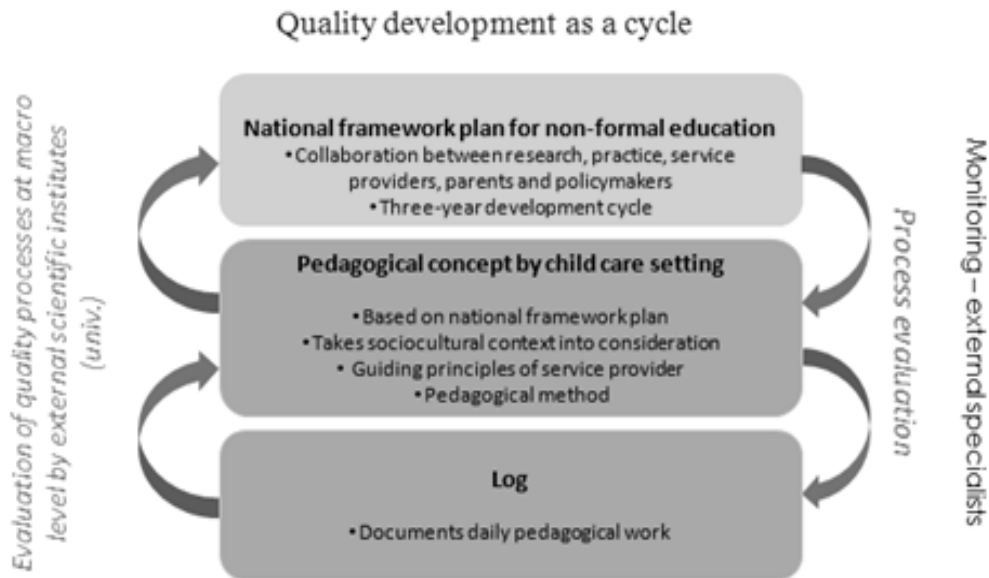 Quality development as a cycle
Evaluation of quality processes at macro
level by external scientific institutes
(univ.)
National framework plan for non-formal education
•Collaboration between research, practice, service
providers, parents and policymakers
•Three-year development cycle
Pedagogical concept by child care setting
•Based on national framework plan
•Takes sociocultural context into consideration
•Guiding principles of service provider
•Pedagogical method
Log
•Documents daily pedagogical work
Process evaluation
Monitoring – external specialists